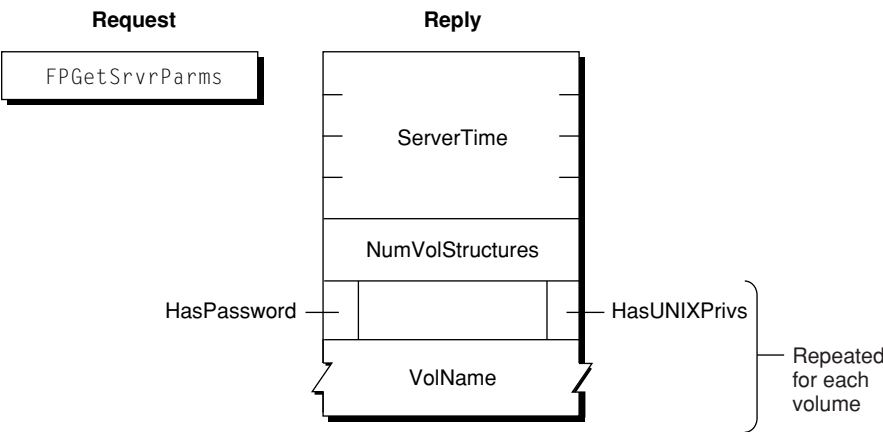 Request
Reply
FPGetSrvrParms
ServerTime
NumVolStructures
HasPassword
HasUNIXPrivs
VolName
Repeated
for each
volume